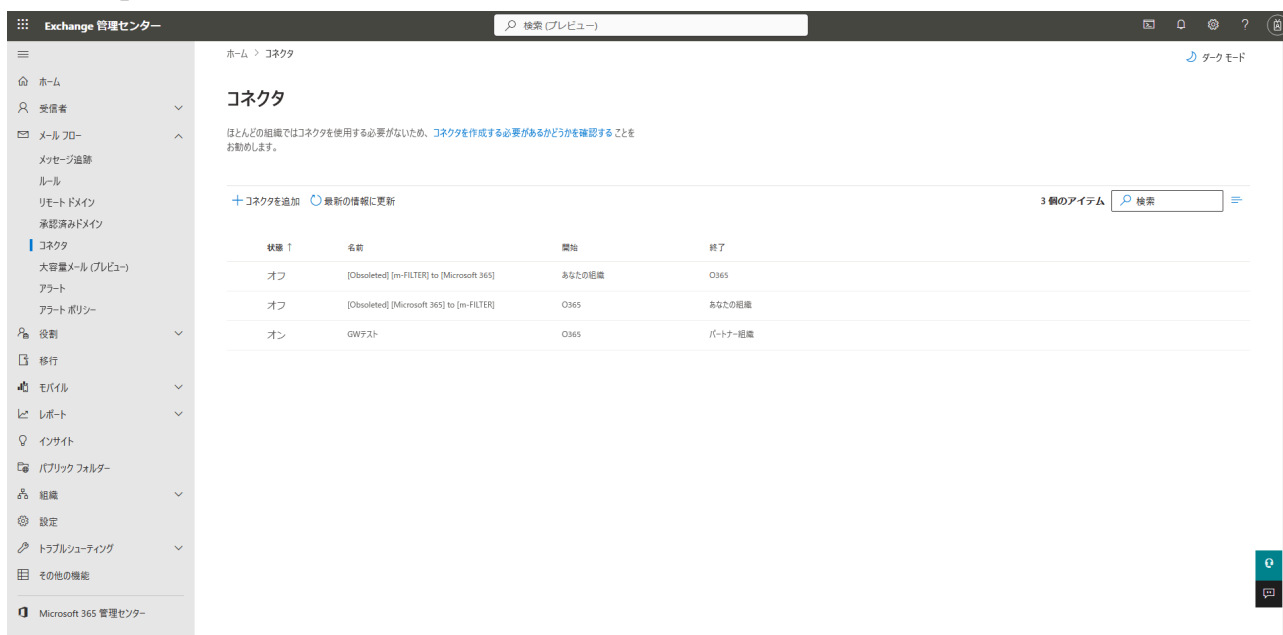 Exchange 管理センター
検索 (プレビュー)
?
ホーム
受信者
メール フロー
メッセージ追跡
ルール
リモート ドメイン
承認済みドメイン
コネクタ
大容量メール (プレビュー)
アラート
アラート ポリシー
役割
移行
モバイル
レポート
インサイト
パブリック フォルダー
組織
設定
トラブルシューティング
その他の機能
Microsoft 365 管理センター
ホーム > コネクタ
ダーク モード
コネクタ
ほとんどの組織ではコネクタを使用する必要がないため、コネクタを作成する必要があるかどうかを確認する ことを
お勧めします。
コネクタを追加 最新の情報に更新 3 個のアイテム 検索
状態 ↑ 名前 開始 終了
オフ [Obsoleted] [m-FILTER] to [Microsoft 365] あなたの組織 O365
オフ [Obsoleted] [Microsoft 365] to [m-FILTER] O365 あなたの組織
オン GWテスト O365 パートナー組織